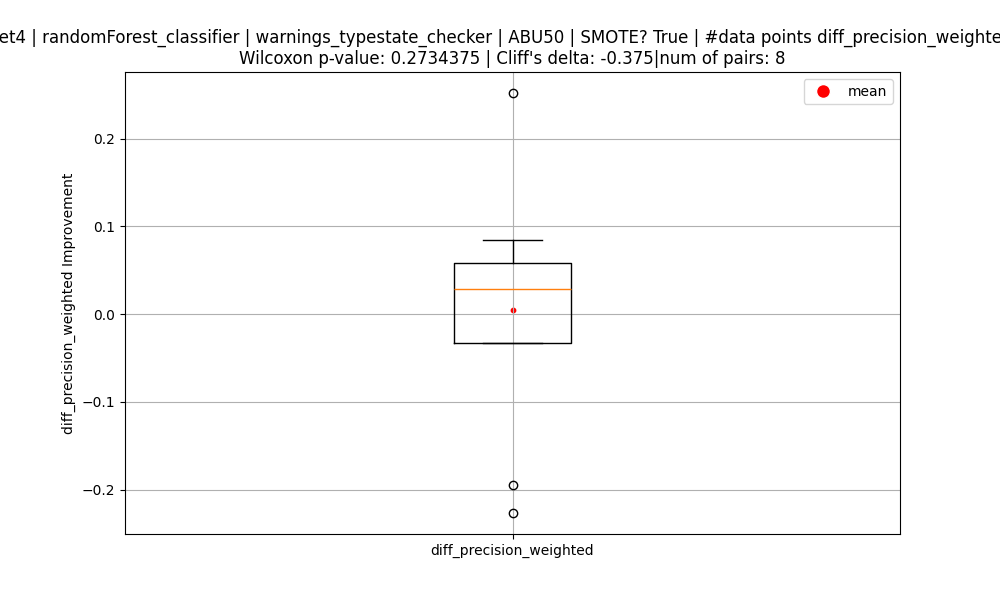 et4 | randomForest_classifier | warnings_typestate_checker | ABU50 | SMOTE? True | #data points diff_precision_weighte
Wilcoxon p-value: 0.2734375 | Cliff's delta: -0.375|num of pairs: 8
mean
0.2
0.1
0.0
−0.1
−0.2
diff_precision_weighted Improvement
diff_precision_weighted